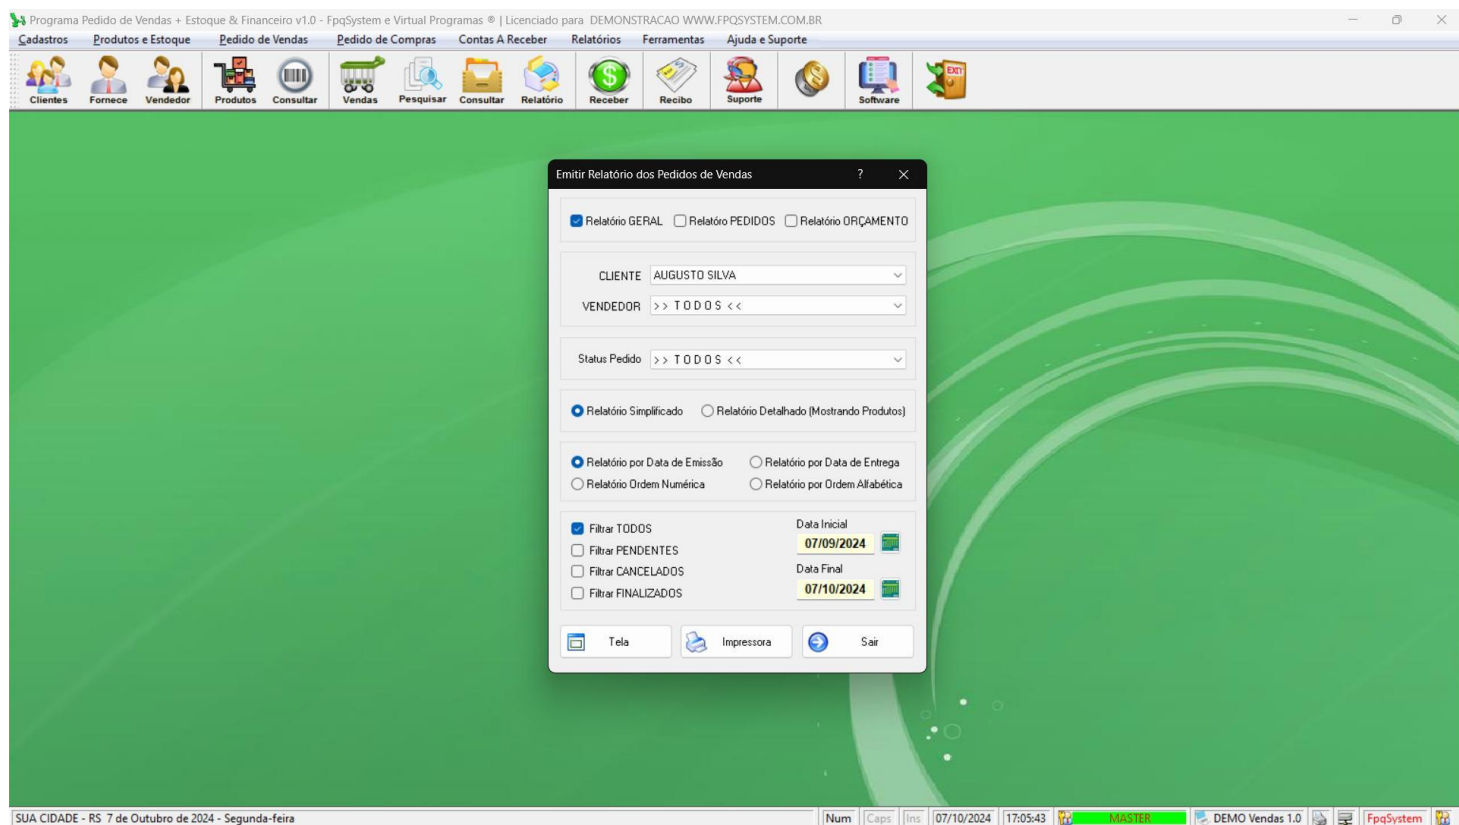 Programa Pedido de Vendas + Estoque & Financeiro v1.0 - FpqSystem e Virtual Programas ® | Licenciado para DEMONSTRACAO WWW.FPQSYSTEM.COM.BR
Cadastros Produtos e Estoque Pedido de Vendas Pedido de Compras Contas A Receber Relatórios Ferramentas Ajuda e Suporte
EXIT
Clientes Fornece Vendedor Produtos Consultar Vendas Pesquisar Consultar Relatório Receber Recibo Suporte Software
Emitir Relatório dos Pedidos de Vendas ?
Relatório GERAL Relatóro PEDIDOS Relatório ORÇAMENTO
CLIENTE AUGUSTO SILVA
VENDEDOR >> T O D O S <<
Status Pedido >> T O D O S <<
Relatório Simplificado Relatório Detalhado (Mostrando Produtos)
Relatório por Data de Emissão Relatório por Data de Entrega
Relatório Ordem Numérica Relatório por Ordem Alfabética
Filtrar TODOS
Filtrar PENDENTES
Filtrar CANCELADOS
Filtrar FINALIZADOS
Data Inicial
07/09/2024
Data Final
07/10/2024
Tela Impressora Sair
SUA CIDADE - RS 7 de Outubro de 2024 - Segunda-feira Num Caps Ins 07/10/2024 17:05:43 MASTER DEMO Vendas 1.0 FpqSystem